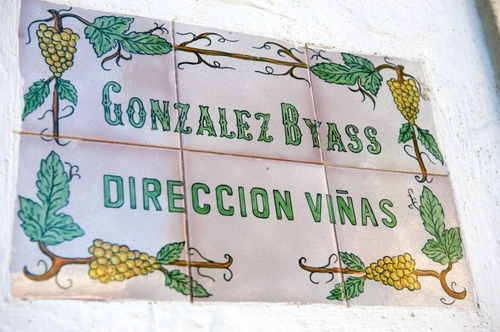 GONZALEZ BYASS
DIRECCION VIÑAS